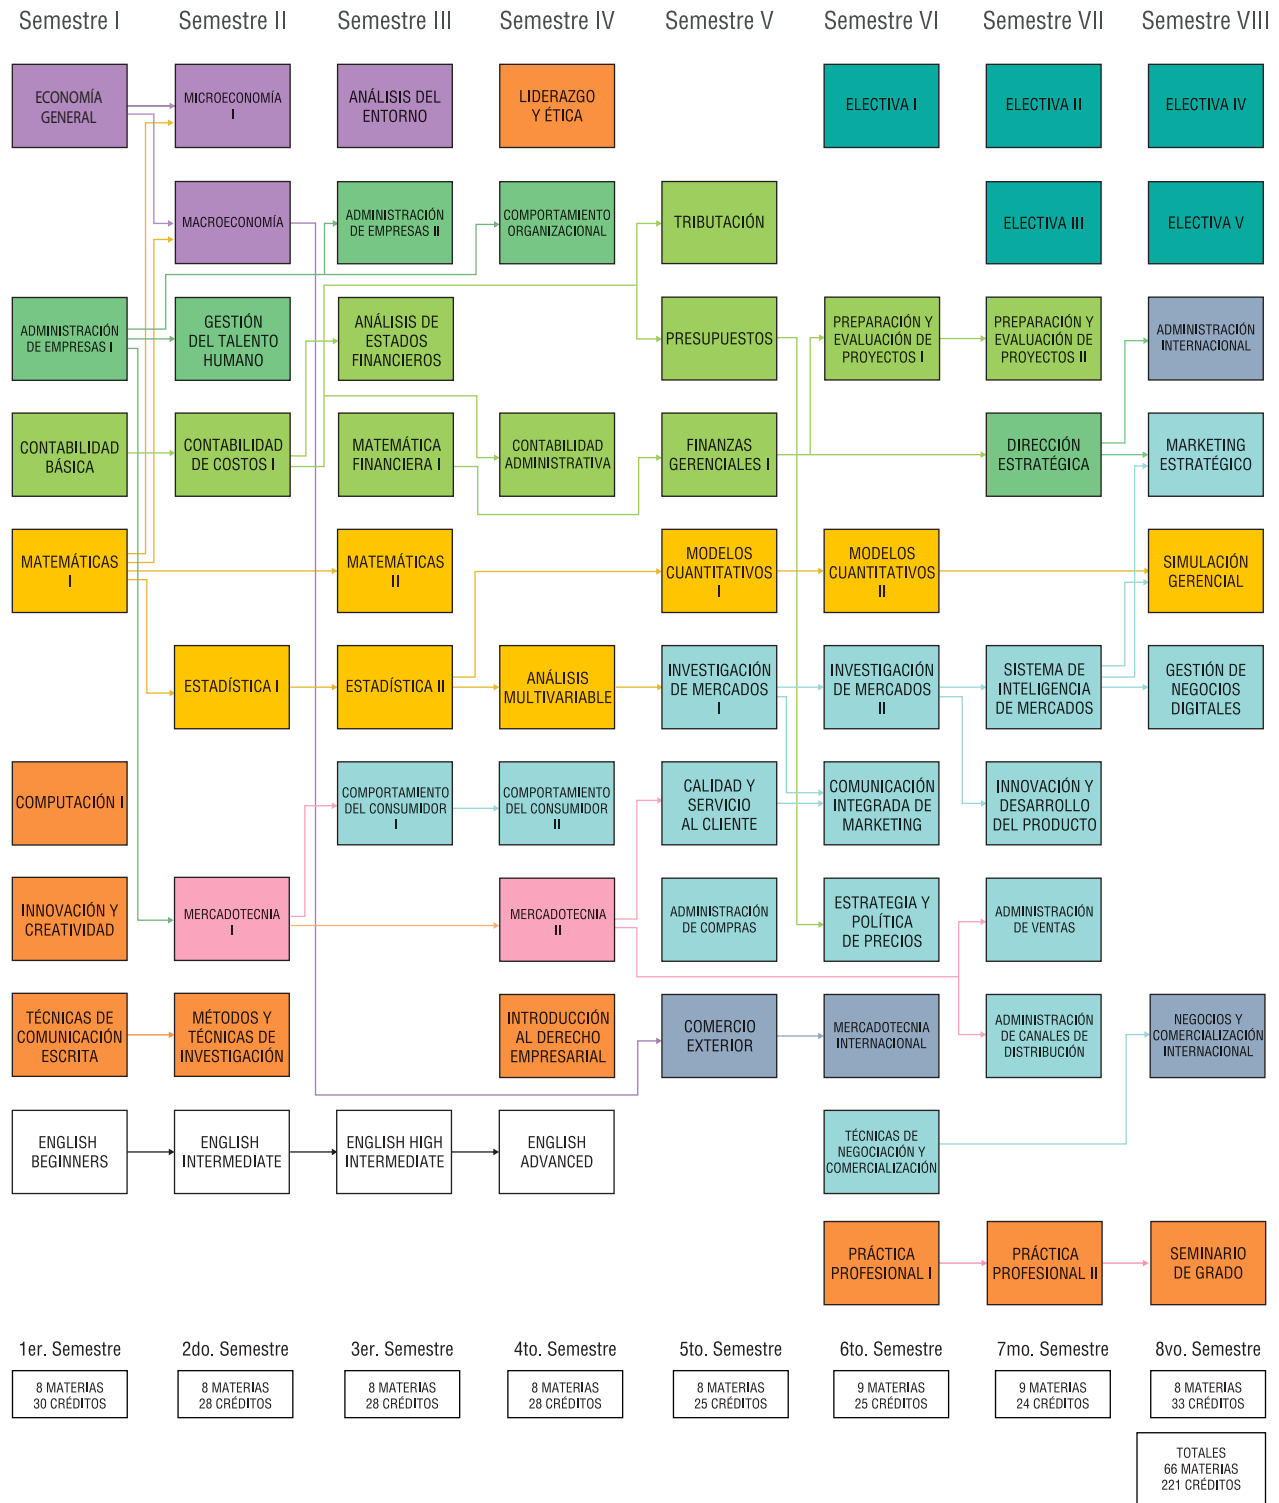 Semestre I
Semestre II
Semestre III
Semestre IV
Semestre V
Semestre VI
Semestre VII
Semestre VIII
ECONOMÍA
GENERAL
MICROECONOMÍA
I
ANÁLISIS DEL
ENTORNO
LIDERAZGO
Y ÉTICA
ELECTIVA I
ELECTIVA II
ELECTIVA IV
MACROECONOMÍA
ADMINISTRACIÓN
DE EMPRESAS II
COMPORTAMIENTO
ORGANIZACIONAL
TRIBUTACIÓN
ELECTIVA III
ELECTIVA V
ADMINISTRACIÓN
DE EMPRESAS I
GESTIÓN
DEL TALENTO
HUMANO
ANÁLISIS DE
ESTADOS
FINANCIEROS
PRESUPUESTOS
PREPARACIÓN Y
EVALUACIÓN DE
PROYECTOS I
PREPARACIÓN Y
EVALUACIÓN DE
PROYECTOS II
ADMINISTRACIÓN
INTERNACIONAL
CONTABILIDAD
BÁSICA
CONTABILIDAD
DE COSTOS I
MATEMÁTICA
FINANCIERA I
CONTABILIDAD
ADMINISTRATIVA
FINANZAS
GERENCIALES I
DIRECCIÓN
ESTRATÉGICA
MARKETING
ESTRATÉGICO
MATEMÁTICAS
I
MATEMÁTICAS
II
MODELOS
CUANTITATIVOS
I
MODELOS
CUANTITATIVOS
II
SIMULACIÓN
GERENCIAL
ESTADÍSTICA I
ESTADÍSTICA II
ANÁLISIS
MULTIVARIABLE
INVESTIGACIÓN
DE MERCADOS
I
INVESTIGACIÓN
DE MERCADOS
II
SISTEMA DE
INTELIGENCIA
DE MERCADOS
GESTIÓN DE
NEGOCIOS
DIGITALES
COMPUTACIÓN I
COMPORTAMIENTO
DEL CONSUMIDOR
I
COMPORTAMIENTO
DEL CONSUMIDOR
II
CALIDAD Y
SERVICIO
AL CLIENTE
COMUNICACIÓN
INTEGRADA DE
MARKETING
INNOVACIÓN Y
DESARROLLO
DEL PRODUCTO
INNOVACIÓN Y
CREATIVIDAD
MERCADOTECNIA
I
MERCADOTECNIA
II
ADMINISTRACIÓN
DE COMPRAS
ESTRATEGIA Y
POLÍTICA
DE PRECIOS
ADMINISTRACIÓN
DE VENTAS
TÉCNICAS DE
COMUNICACIÓN
ESCRITA
MÉTODOS Y
TÉCNICAS DE
INVESTIGACIÓN
INTRODUCCIÓN
AL DERECHO
EMPRESARIAL
COMERCIO
EXTERIOR
MERCADOTECNIA
INTERNACIONAL
ADMINISTRACIÓN
DE CANALES DE
DISTRIBUCIÓN
NEGOCIOS Y
COMERCIALIZACIÓN
INTERNACIONAL
ENGLISH
BEGINNERS
ENGLISH
INTERMEDIATE
ENGLISH HIGH
INTERMEDIATE
ENGLISH
ADVANCED
TÉCNICAS DE
NEGOCIACIÓN Y
COMERCIALIZACIÓN
PRÁCTICA
PROFESIONAL I
PRÁCTICA
PROFESIONAL II
SEMINARIO
DE GRADO
1er. Semestre
2do. Semestre
3er. Semestre
4to. Semestre
5to. Semestre
6to. Semestre
7mo. Semestre
8vo. Semestre
8 MATERIAS
30 CRÉDITOS
8 MATERIAS
28 CRÉDITOS
8 MATERIAS
28 CRÉDITOS
8 MATERIAS
28 CRÉDITOS
8 MATERIAS
25 CRÉDITOS
9 MATERIAS
25 CRÉDITOS
9 MATERIAS
24 CRÉDITOS
8 MATERIAS
33 CRÉDITOS
TOTALES
66 MATERIAS
221 CRÉDITOS